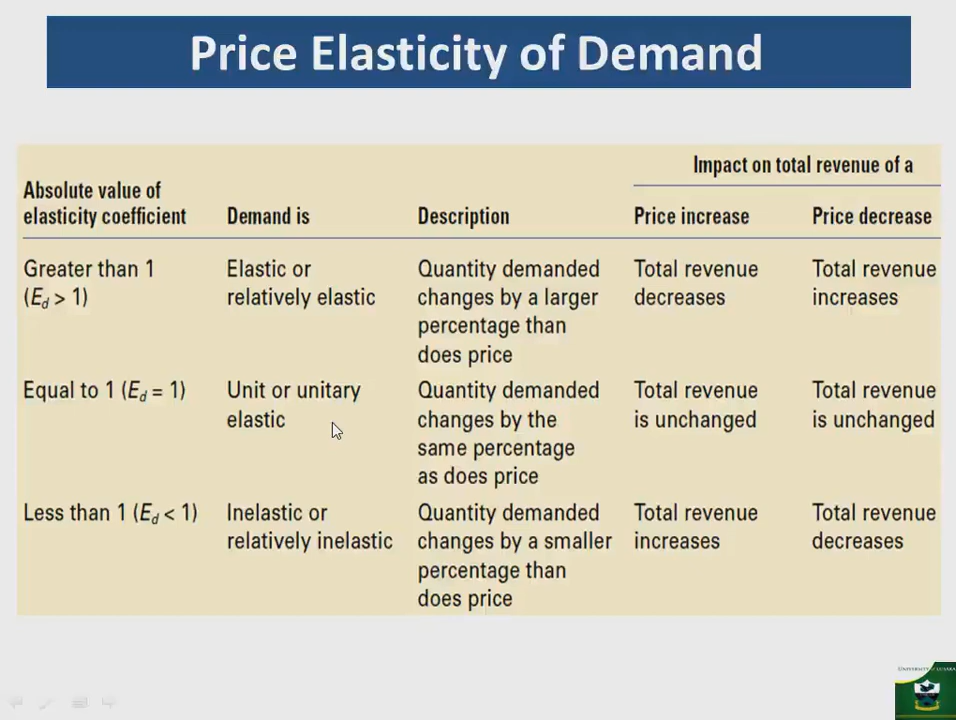 Price Elasticity of Demand
Impact on total revenue of a
Absolute value of
elasticity coefficient
Demand is
Description
Price increase
Price decrease
Greater than 1
(Ed > 1)
Elastic or
relatively elastic
Quantity demanded
changes by a larger
percentage than
does price
Total revenue
decreases
Total revenue
increases
Equal to 1 (Ed = 1)
Unit or unitary
elastic
Quantity demanded
changes by the
same percentage
as does price
Total revenue
is unchanged
Total revenue
is unchanged
Less than 1 (Ed < 1)
Inelastic or
relatively inelastic
Quantity demanded
changes by a smaller
percentage than
does price
Total revenue
increases
Total revenue
decreases